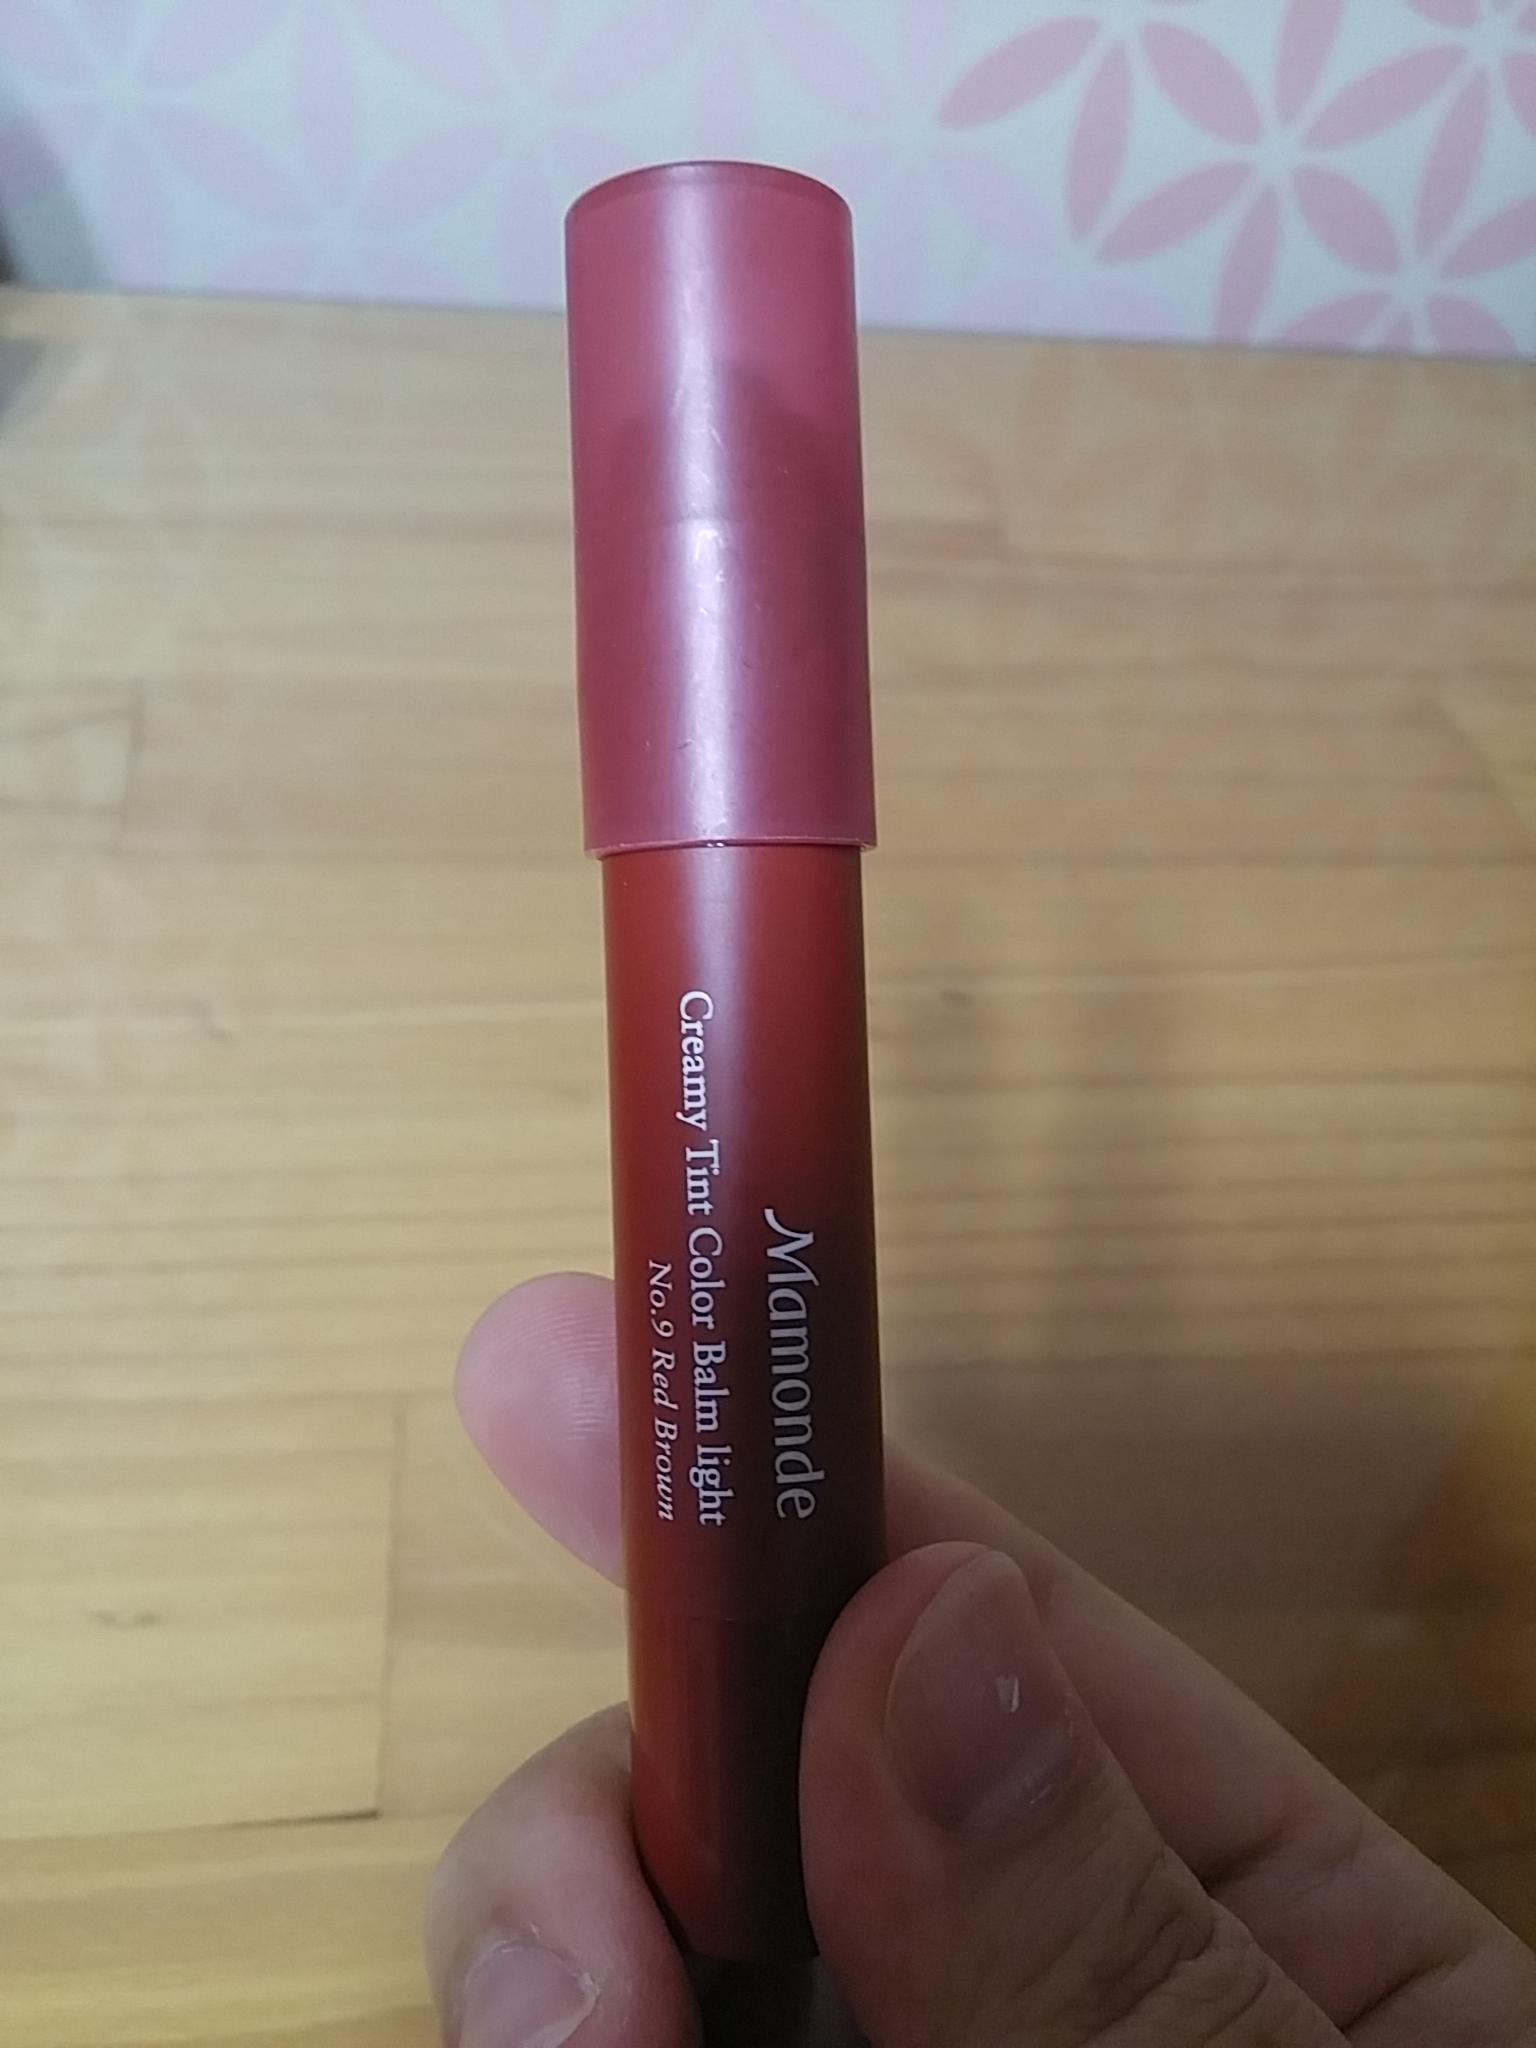 Mamonde
Creamy Tint Color Balm light
No.9 Red Brown